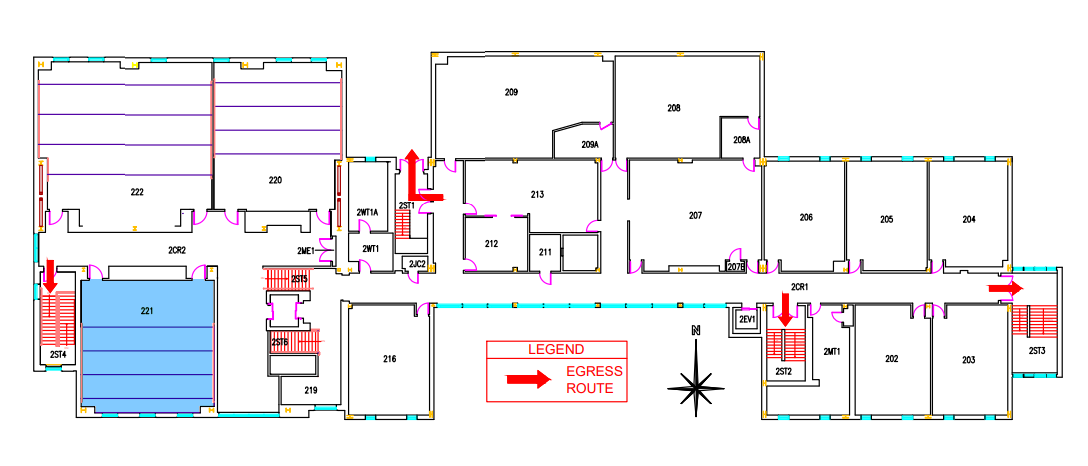 209
208
209A
208A
222
220
2WT1A
2ST1
213
207
206
205
204
2CR2
2ME1
2WT1
2JC2
212
211
207B
221
2ST5
2CR1
2ST4
2ST6
216
N
2EV1
2ST2
2MT1
202
203
2ST3
219
LEGEND
EGRESS
ROUTE